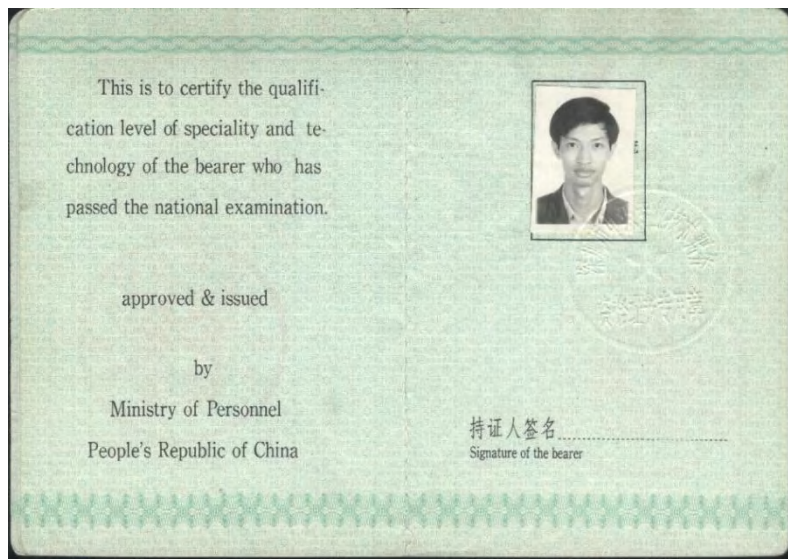 This is to certify the qualifi-
cation level of speciality and te-
chnology of the bearer who has
passed the national examination.
approved & issued
by
Ministry of Personnel
People's Republic of China
持证人签名
Signature of the bearer